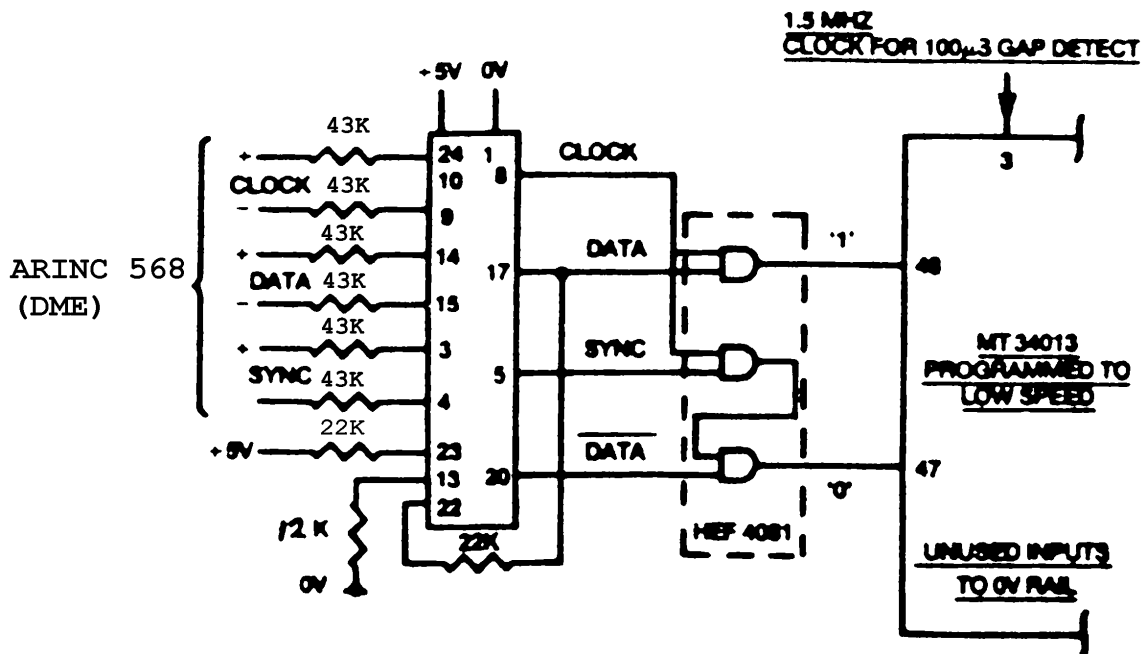 1.5 MHZ
CLOCK FOR 100μ3 GAP DETECT
+5V 0V
3
ARINC 568
(DME)
+ 43K 24
CLOCK
10
- 43K 9
+ 43K 14
DATA
- 43K 15
+ 43K 3
SYNC
43K 4
+5V 22K 23
13
22
12 K
0V
22K
1
8 CLOCK
17 DATA
5 SYNC
20 DATA
HEF 4081
'1'
48
'0'
47
MT 34013
PROGRAMMED TO
LOW SPEED
UNUSED INPUTS
TO 0V RAIL